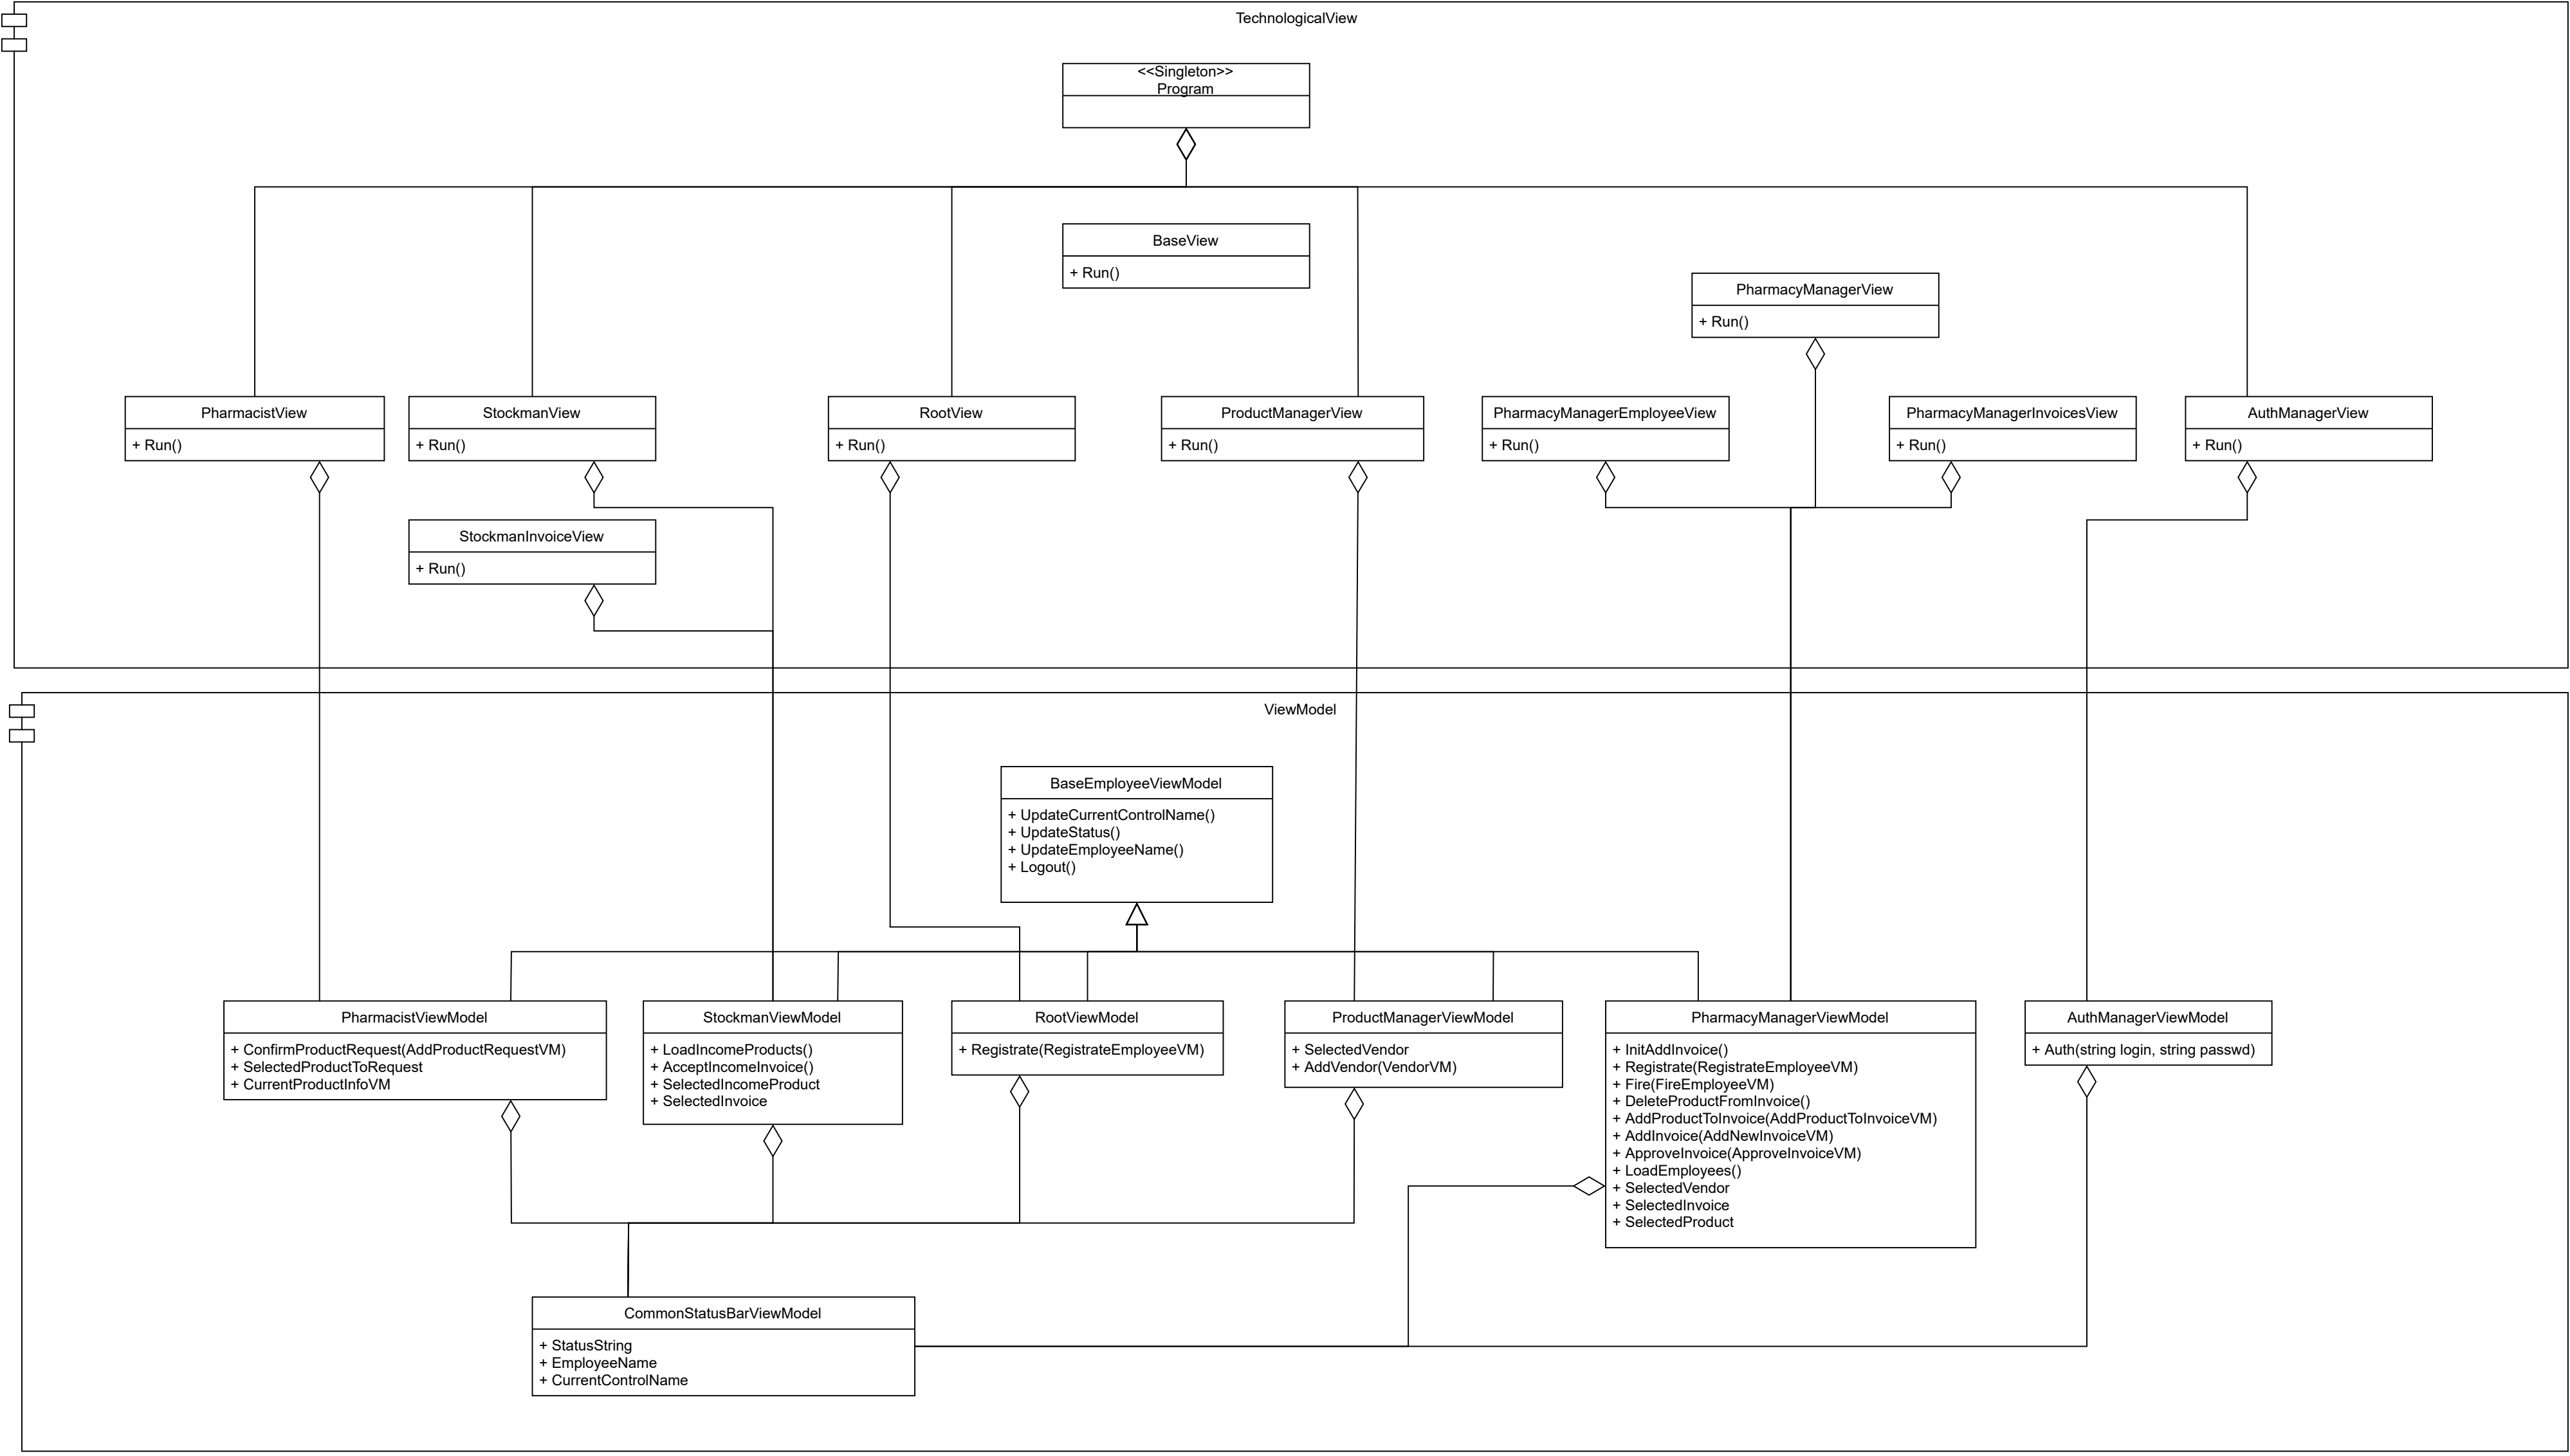 TechnologicalView
<<Singleton>>
Program
BaseView
+ Run()
PharmacyManagerView
+ Run()
PharmacistView
+ Run()
StockmanView
+ Run()
RootView
+ Run()
ProductManagerView
+ Run()
PharmacyManagerEmployeeView
+ Run()
PharmacyManagerInvoicesView
+ Run()
AuthManagerView
+ Run()
StockmanInvoiceView
+ Run()
ViewModel
BaseEmployeeViewModel
+ UpdateCurrentControlName()
+ UpdateStatus()
+ UpdateEmployeeName()
+ Logout()
PharmacistViewModel
+ ConfirmProductRequest(AddProductRequestVM)
+ SelectedProductToRequest
+ CurrentProductInfoVM
StockmanViewModel
+ LoadIncomeProducts()
+ AcceptIncomeInvoice()
+ SelectedIncomeProduct
+ SelectedInvoice
RootViewModel
+ Registrate(RegistrateEmployeeVM)
ProductManagerViewModel
+ SelectedVendor
+ AddVendor(VendorVM)
PharmacyManagerViewModel
+ InitAddInvoice()
+ Registrate(RegistrateEmployeeVM)
+ Fire(FireEmployeeVM)
+ DeleteProductFromInvoice()
+ AddProductToInvoice(AddProductToInvoiceVM)
+ AddInvoice(AddNewInvoiceVM)
+ ApproveInvoice(ApproveInvoiceVM)
+ LoadEmployees()
+ SelectedVendor
+ SelectedInvoice
+ SelectedProduct
AuthManagerViewModel
+ Auth(string login, string passwd)
CommonStatusBarViewModel
+ StatusString
+ EmployeeName
+ CurrentControlName